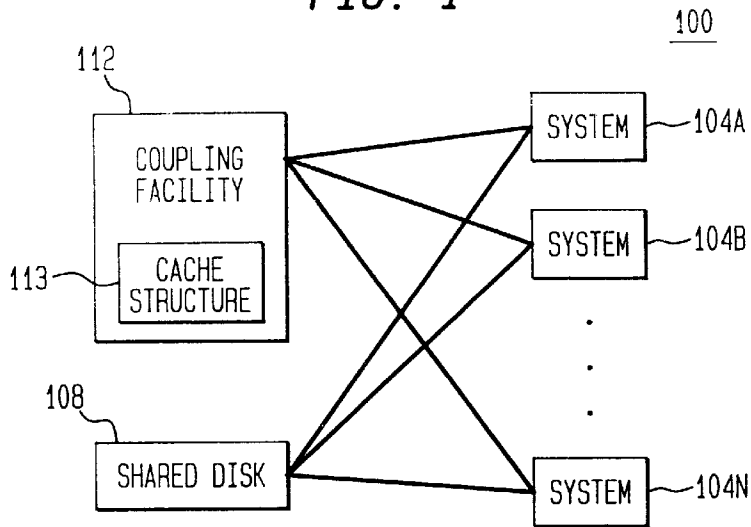 FIG. 1
100
112
COUPLING
FACILITY
113
CACHE
STRUCTURE
SYSTEM
104A
SYSTEM
104B
108
SHARED DISK
SYSTEM
104N